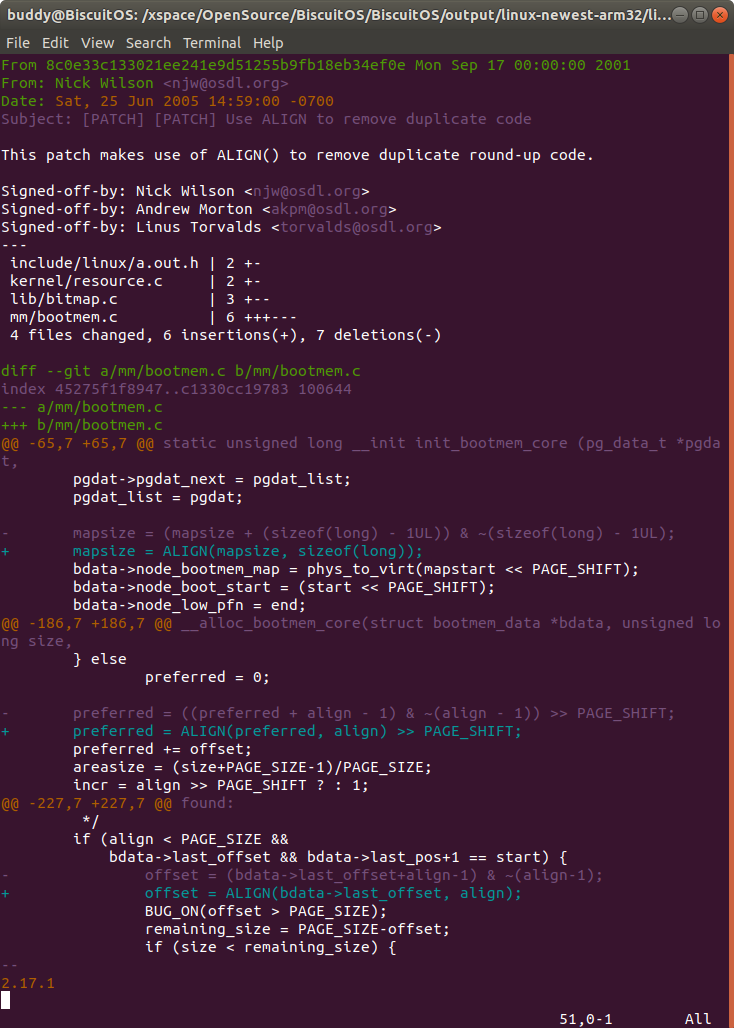 buddy@BiscuitOS: /xspace/OpenSource/BiscuitOS/BiscuitOS/output/linux-newest-arm32/li...
File Edit View Search Terminal Help
From 8c0e33c133021ee241e9d51255b9fb18eb34ef0e Mon Sep 17 00:00:00 2001
From: Nick Wilson <njw@osdl.org>
Date: Sat, 25 Jun 2005 14:59:00 -0700
Subject: [PATCH] [PATCH] Use ALIGN to remove duplicate code

This patch makes use of ALIGN() to remove duplicate round-up code.

Signed-off-by: Nick Wilson <njw@osdl.org>
Signed-off-by: Andrew Morton <akpm@osdl.org>
Signed-off-by: Linus Torvalds <torvalds@osdl.org>
---
 include/linux/a.out.h | 2 +-
 kernel/resource.c     | 2 +-
 lib/bitmap.c          | 3 +--
 mm/bootmem.c          | 6 +++---
 4 files changed, 6 insertions(+), 7 deletions(-)

diff --git a/mm/bootmem.c b/mm/bootmem.c
index 45275f1f8947..c1330cc19783 100644
--- a/mm/bootmem.c
+++ b/mm/bootmem.c
@@ -65,7 +65,7 @@ static unsigned long __init init_bootmem_core (pg_data_t *pgda
t,
        pgdat->pgdat_next = pgdat_list;
        pgdat_list = pgdat;

-       mapsize = (mapsize + (sizeof(long) - 1UL)) & ~(sizeof(long) - 1UL);
+       mapsize = ALIGN(mapsize, sizeof(long));
        bdata->node_bootmem_map = phys_to_virt(mapstart << PAGE_SHIFT);
        bdata->node_boot_start = (start << PAGE_SHIFT);
        bdata->node_low_pfn = end;
@@ -186,7 +186,7 @@ __alloc_bootmem_core(struct bootmem_data *bdata, unsigned lo
ng size,
        } else
                preferred = 0;

-       preferred = ((preferred + align - 1) & ~(align - 1)) >> PAGE_SHIFT;
+       preferred = ALIGN(preferred, align) >> PAGE_SHIFT;
        preferred += offset;
        areasize = (size+PAGE_SIZE-1)/PAGE_SIZE;
        incr = align >> PAGE_SHIFT ? : 1;
@@ -227,7 +227,7 @@ found:
         */
        if (align < PAGE_SIZE &&
            bdata->last_offset && bdata->last_pos+1 == start) {
-               offset = (bdata->last_offset+align-1) & ~(align-1);
+               offset = ALIGN(bdata->last_offset, align);
                BUG_ON(offset > PAGE_SIZE);
                remaining_size = PAGE_SIZE-offset;
                if (size < remaining_size) {
--
2.17.1
51,0-1 All